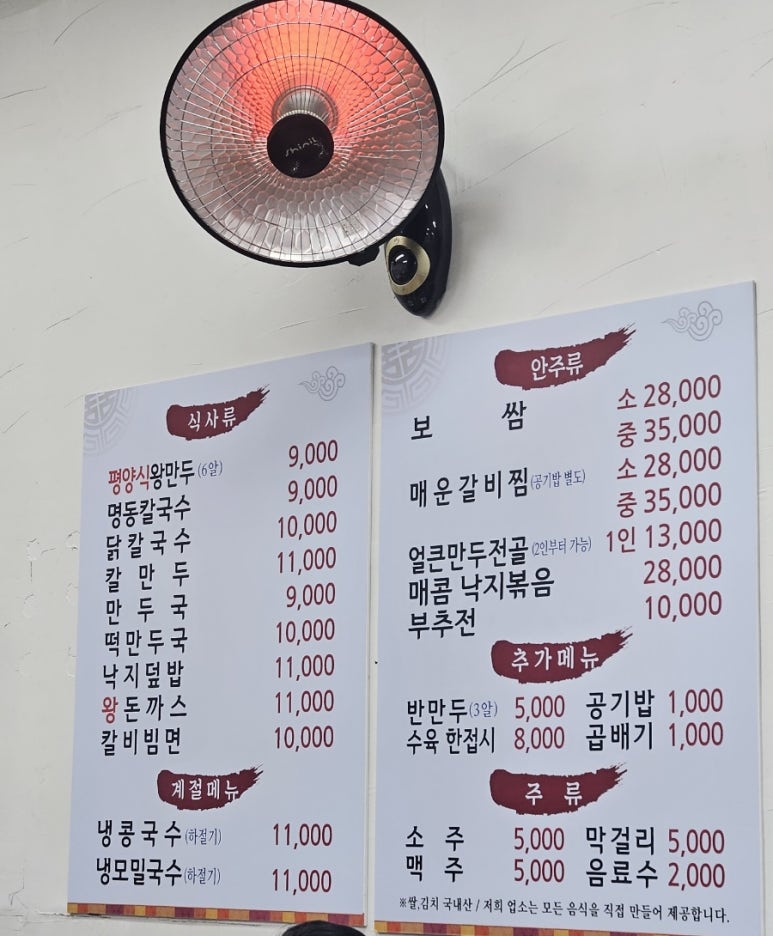 shinil
식사류
평양식왕만두(6알) 9,000
명동칼국수 9,000
닭칼국수 10,000
칼만두 11,000
만두국 9,000
떡만두국 10,000
낙지덮밥 11,000
왕돈까스 11,000
칼비빔면 10,000
계절메뉴
냉콩국수(하절기) 11,000
냉모밀국수(하절기) 11,000
안주류
보쌈 소 28,000
중 35,000
매운갈비찜(공기밥 별도) 소 28,000
중 35,000
얼큰만두전골(2인부터 가능) 1인 13,000
매콤 낙지볶음 28,000
부추전 10,000
추가메뉴
반만두(3알) 5,000 공기밥 1,000
수육 한접시 8,000 곱배기 1,000
주류
소주 5,000 막걸리 5,000
맥주 5,000 음료수 2,000
※쌀,김치 국내산 / 저희 업소는 모든 음식을 직접 만들어 제공합니다.